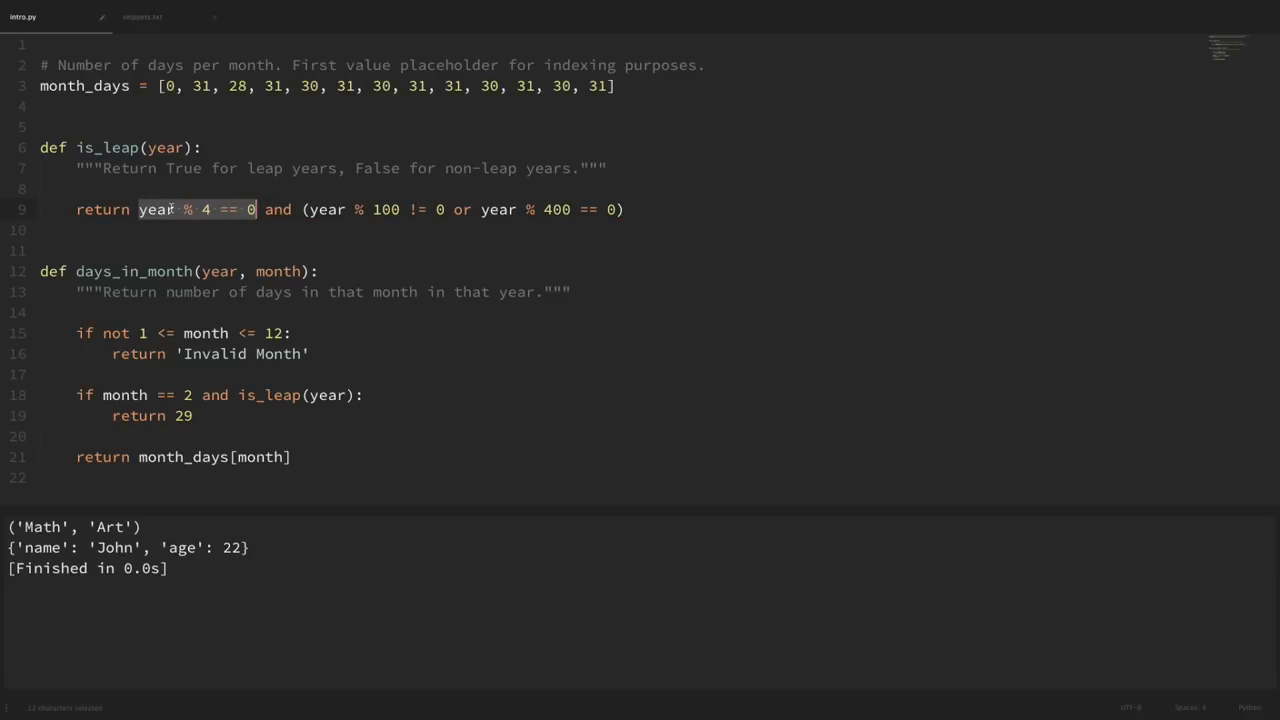 intro.py snippets.txt
1
2 # Number of days per month. First value placeholder for indexing purposes.
3 month_days = [0, 31, 28, 31, 30, 31, 30, 31, 31, 30, 31, 30, 31]
4
5
6 def is_leap(year):
7 """Return True for leap years, False for non-leap years."""
8
9 return year % 4 == 0 and (year % 100 != 0 or year % 400 == 0)
10
11
12 def days_in_month(year, month):
13 """Return number of days in that month in that year."""
14
15 if not 1 <= month <= 12:
16 return 'Invalid Month'
17
18 if month == 2 and is_leap(year):
19 return 29
20
21 return month_days[month]
22
('Math', 'Art')
{'name': 'John', 'age': 22}
[Finished in 0.0s]
12 characters selected UTF-8 Spaces: 4 Python